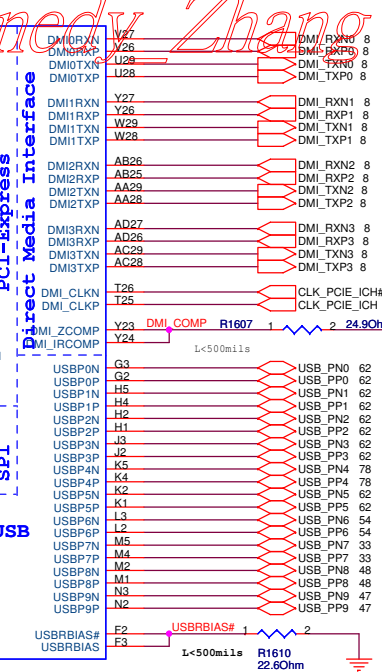 DMI0RXN V27 DMI_RXN0 8
DMI0RXP V26 DMI_RXP0 8
DMI0TXN U29 DMI_TXN0 8
DMI0TXP U28 DMI_TXP0 8
DMI1RXN Y27 DMI_RXN1 8
DMI1RXP Y26 DMI_RXP1 8
DMI1TXN W29 DMI_TXN1 8
DMI1TXP W28 DMI_TXP1 8
DMI2RXN AB26 DMI_RXN2 8
DMI2RXP AB25 DMI_RXP2 8
DMI2TXN AA29 DMI_TXN2 8
DMI2TXP AA28 DMI_TXP2 8
DMI3RXN AD27 DMI_RXN3 8
DMI3RXP AD26 DMI_RXP3 8
DMI3TXN AC29 DMI_TXN3 8
DMI3TXP AC28 DMI_TXP3 8
DMI_CLKN T26 CLK_PCIE_ICH#
DMI_CLKP T25 CLK_PCIE_ICH
DMI_ZCOMP Y23 DMI_COMP R1607 1 2 24.9Oh
DMI_IRCOMP Y24
L<500mils
USBP0N G3 USB_PN0 62
USBP0P G2 USB_PP0 62
USBP1N H5 USB_PN1 62
USBP1P H4 USB_PP1 62
USBP2N H2 USB_PN2 62
USBP2P H1 USB_PP2 62
USBP3N J3 USB_PN3 62
USBP3P J2 USB_PP3 62
USBP4N K5 USB_PN4 78
USBP4P K4 USB_PP4 78
USBP5N K2 USB_PN5 62
USBP5P K1 USB_PP5 62
USBP6N L3 USB_PN6 54
USBP6P L2 USB_PP6 54
USBP7N M5 USB_PN7 33
USBP7P M4 USB_PP7 33
USBP8N M2 USB_PN8 48
USBP8P M1 USB_PP8 48
USBP9N N3 USB_PN9 47
USBP9P N2 USB_PP9 47
USBRBIAS# F2 USBRBIAS# 1 2
USBRBIAS F3
L<500mils R1610
22.6Ohm
Direct Media Interface
PCI-Express
SPI
USB
Zhang